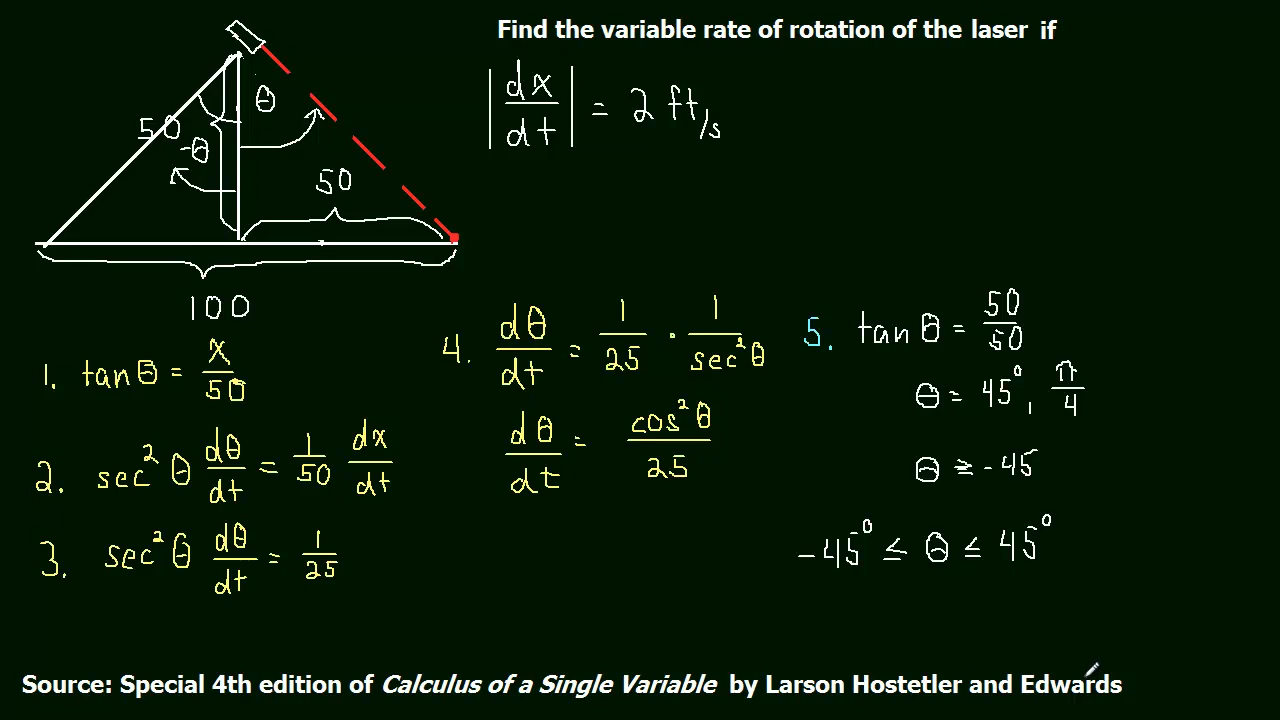 Find the variable rate of rotation of the laser if
|dx/dt| = 2 ft/s
θ
50
-θ
50
100
1. tan θ = x/50
2. sec² θ dθ/dt = 1/50 dx/dt
3. sec² θ dθ/dt = 1/25
4. dθ/dt = 1/25 · 1/sec² θ
dθ/dt = cos² θ/25
5. tan θ = 50/50
θ = 45°, π/4
θ ≥ -45
-45° ≤ θ ≤ 45°
Source: Special 4th edition of Calculus of a Single Variable by Larson Hostetler and Edwards